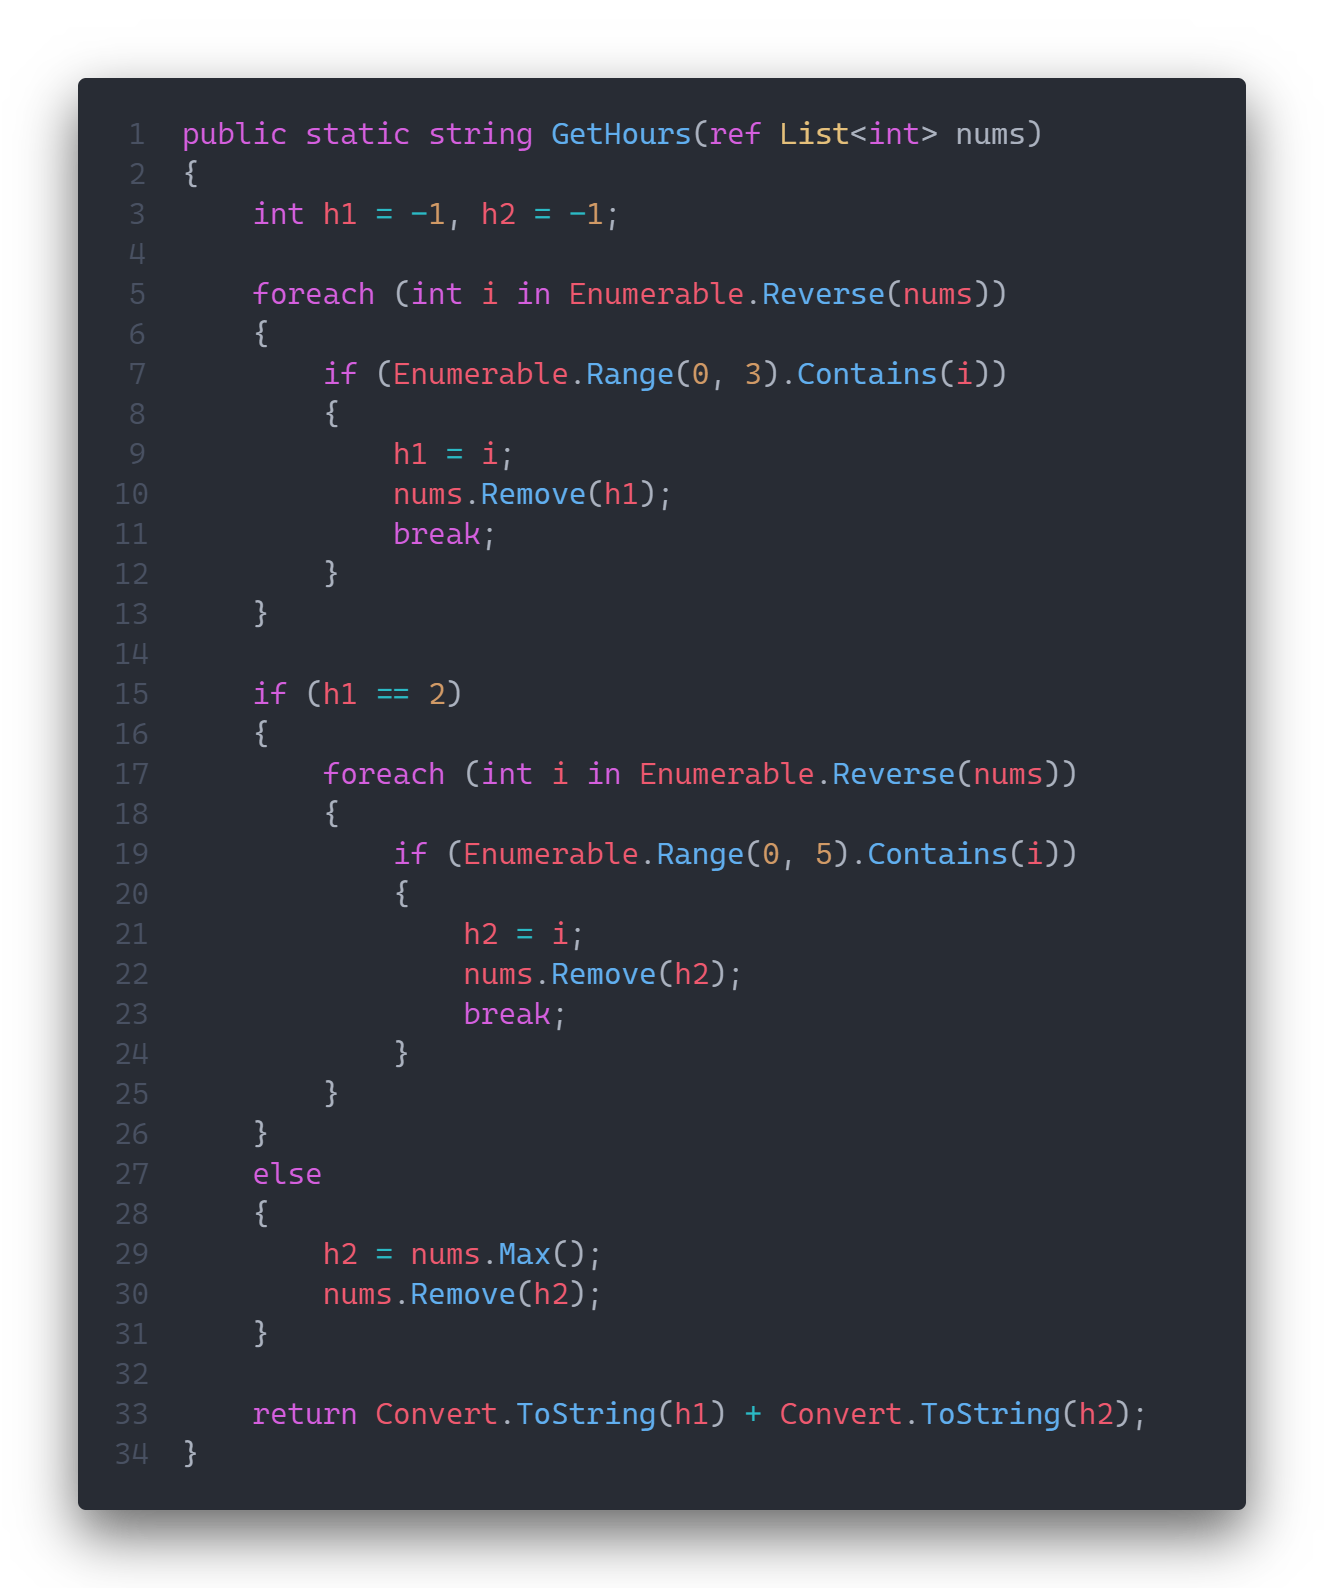 1 public static string GetHours(ref List<int> nums)
2 {
3     int h1 = -1, h2 = -1;
4
5     foreach (int i in Enumerable.Reverse(nums))
6     {
7         if (Enumerable.Range(0, 3).Contains(i))
8         {
9             h1 = i;
10             nums.Remove(h1);
11             break;
12         }
13     }
14
15     if (h1 == 2)
16     {
17         foreach (int i in Enumerable.Reverse(nums))
18         {
19             if (Enumerable.Range(0, 5).Contains(i))
20             {
21                 h2 = i;
22                 nums.Remove(h2);
23                 break;
24             }
25         }
26     }
27     else
28     {
29         h2 = nums.Max();
30         nums.Remove(h2);
31     }
32
33     return Convert.ToString(h1) + Convert.ToString(h2);
34 }